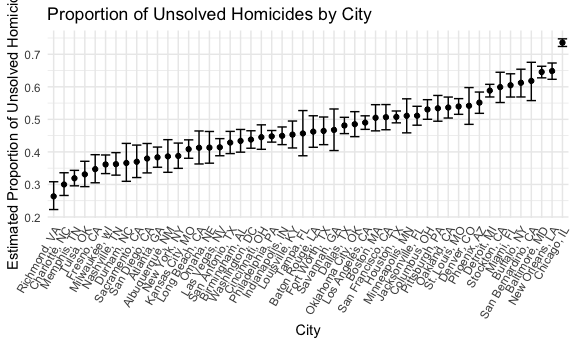 Proportion of Unsolved Homicides by City
Estimated Proportion of Unsolved Homicid
0.7
0.6
0.5
0.4
0.3
0.2
Richmond, VA
Charlotte, NC
Memphis, TN
Tulsa, OK
Fresno, CA
Milwaukee, WI
Nashville, TN
Durham, NC
Sacramento, CA
San Diego, CA
Atlanta, GA
Albuquerque, NM
New York, NY
Kansas City, MO
Long Beach, CA
Omaha, NE
Las Vegas, NV
San Antonio, TX
Birmingham, AL
Washington, DC
Cincinnati, OH
Philadelphia, PA
Indianapolis, IN
Louisville, KY
Tampa, FL
Baton Rouge, LA
Fort Worth, TX
Savannah, GA
Oklahoma City, OK
Los Angeles, CA
Boston, MA
San Francisco, CA
Houston, TX
Minneapolis, MN
Jacksonville, FL
Columbus, OH
Pittsburgh, PA
Oakland, CA
St. Louis, MO
Denver, CO
Phoenix, AZ
Detroit, MI
Stockton, CA
Miami, FL
Buffalo, NY
San Bernardino, CA
Baltimore, MD
New Orleans, LA
Chicago, IL
City